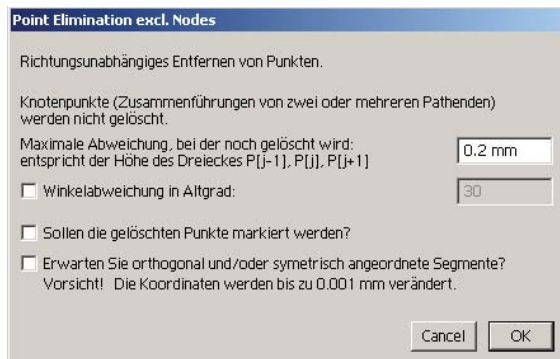 Point Elimination excl. Nodes
Richtungsunabhängiges Entfernen von Punkten.
Knotenpunkte (Zusammenführungen von zwei oder mehreren Pathenden)
werden nicht gelöscht.
Maximale Abweichung, bei der noch gelöscht wird:
entspricht der Höhe des Dreieckes P[j-1], P[j], P[j+1]
0.2 mm
Winkelabweichung in Altgrad:
30
Sollen die gelöschten Punkte markiert werden?
Erwarten Sie orthogonal und/oder symetrisch angeordnete Segmente?
Vorsicht! Die Koordinaten werden bis zu 0.001 mm verändert.
Cancel
OK